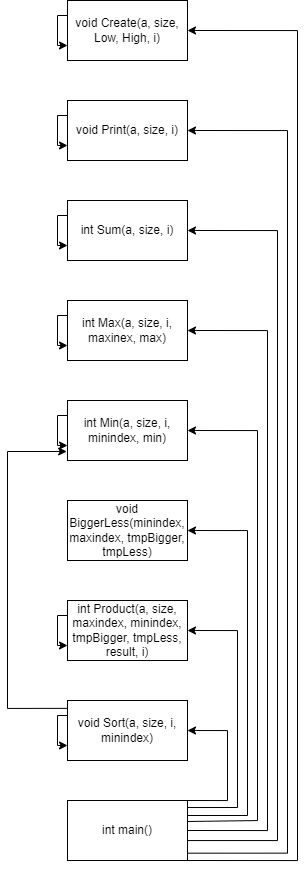 void Create(a, size,
Low, High, i)
void Print(a, size, i)
int Sum(a, size, i)
int Max(a, size, i,
maxinex, max)
int Min(a, size, i,
minindex, min)
void
BiggerLess(minindex,
maxindex, tmpBigger,
tmpLess)
int Product(a, size,
maxindex, minindex,
tmpBigger, tmpLess,
result, i)
void Sort(a, size, i,
minindex)
int main()